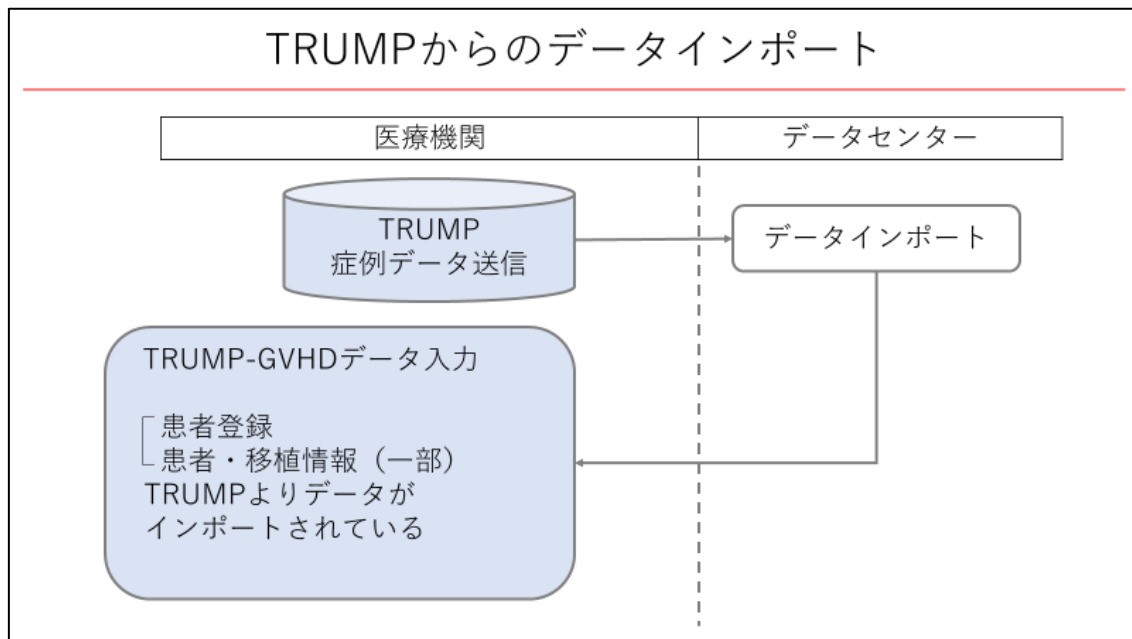 TRUMPからのデータインポート
医療機関
データセンター
TRUMP
症例データ送信
データインポート
TRUMP-GVHDデータ入力
患者登録
患者・移植情報（一部）
TRUMPよりデータが
インポートされている